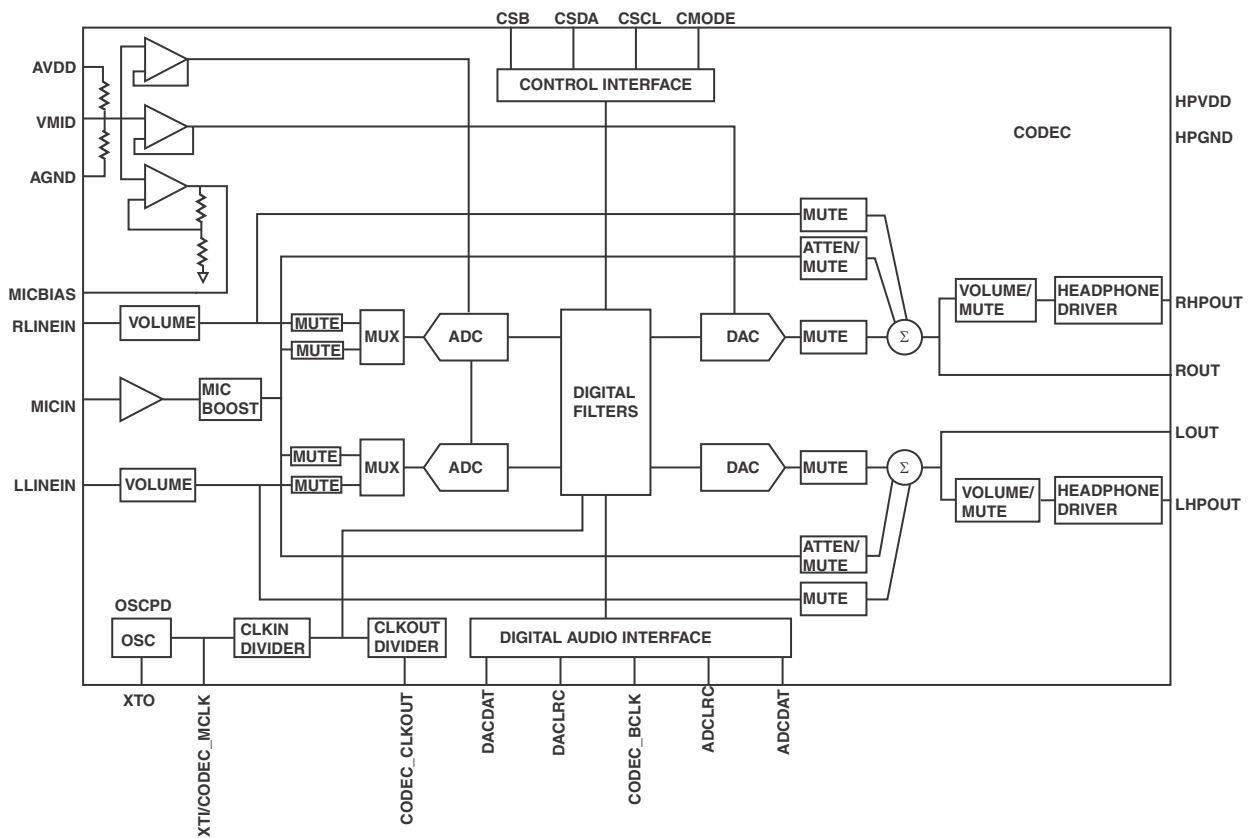 CSB
CSDA
CSCL
CMODE
CONTROL INTERFACE
AVDD
VMID
AGND
MICBIAS
RLINEIN
MICIN
LLINEIN
HPVDD
HPGND
CODEC
VOLUME
MUTE
MUTE
MUX
ADC
MIC
BOOST
DIGITAL
FILTERS
DAC
MUTE
ATTEN/
MUTE
MUTE
Σ
VOLUME/
MUTE
HEADPHONE
DRIVER
RHPOUT
ROUT
VOLUME
MUTE
MUTE
MUX
ADC
DAC
MUTE
ATTEN/
MUTE
MUTE
Σ
LOUT
VOLUME/
MUTE
HEADPHONE
DRIVER
LHPOUT
OSCPD
OSC
CLKIN
DIVIDER
CLKOUT
DIVIDER
DIGITAL AUDIO INTERFACE
XTO
XTI/CODEC_MCLK
CODEC_CLKOUT
DACDAT
DACLRC
CODEC_BCLK
ADCLRC
ADCDAT